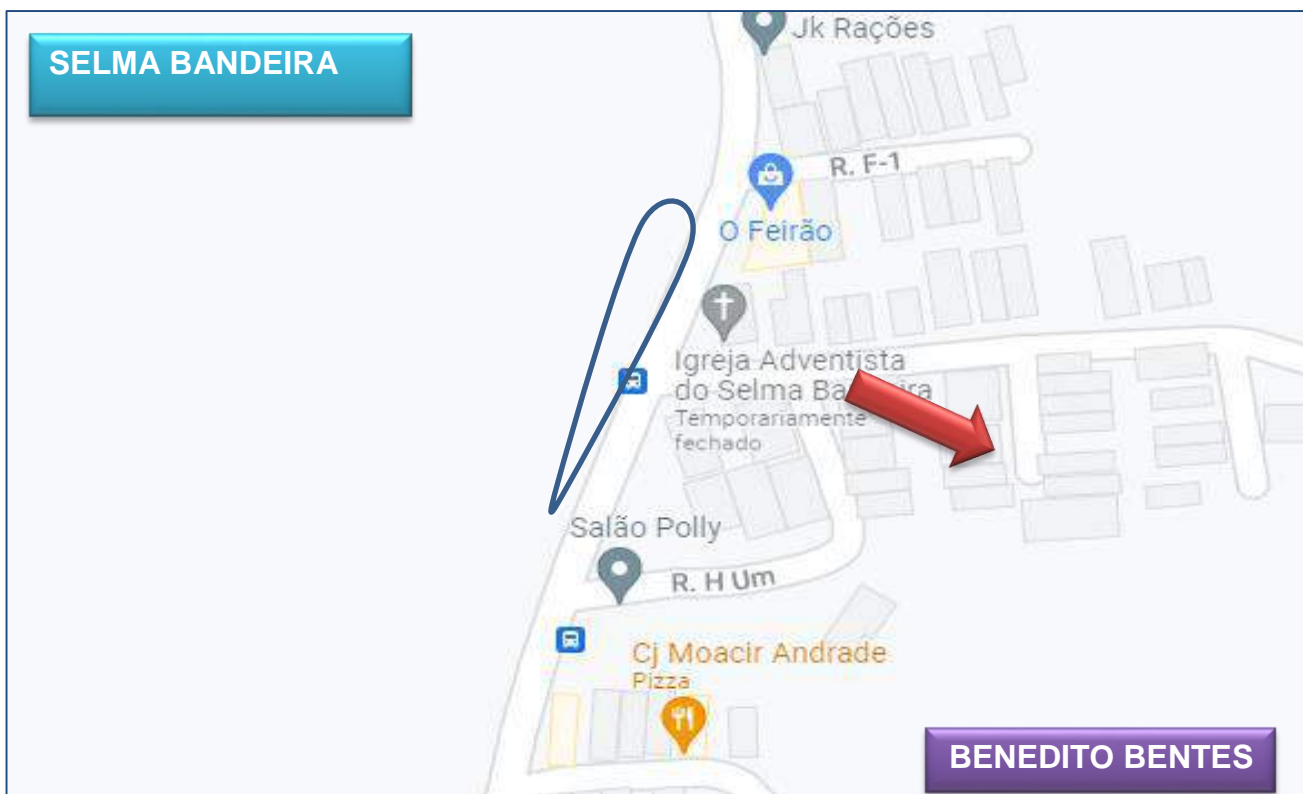 SELMA BANDEIRA
Jk Rações
R. F-1
O Feirão
Igreja Adventista
do Selma
Temporariamente
fechado
Salão Polly
R. H Um
Cj Moacir Andrade
Pizza
BENEDITO BENTES